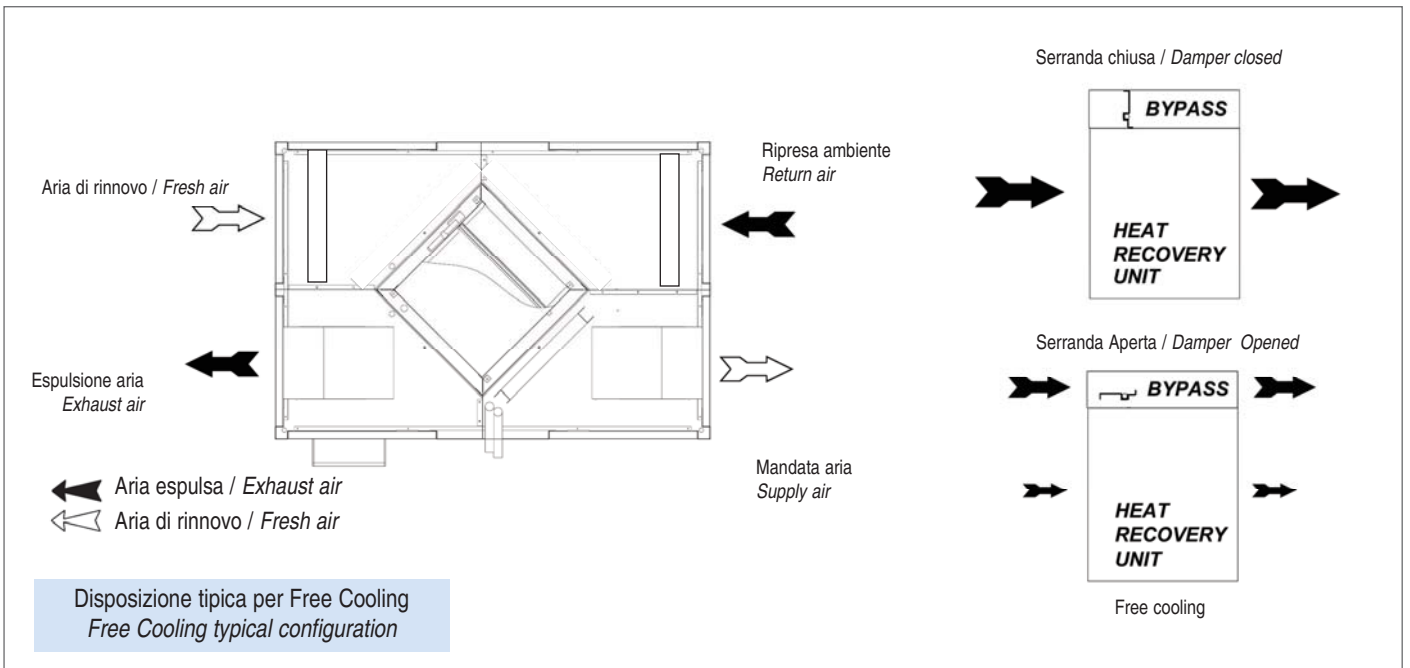 Aria di rinnovo / Fresh air
Ripresa ambiente
Return air
Espulsione aria
Exhaust air
Mandata aria
Supply air
Aria espulsa / Exhaust air
Aria di rinnovo / Fresh air
Disposizione tipica per Free Cooling
Free Cooling typical configuration
Serranda chiusa / Damper closed
BYPASS
HEAT
RECOVERY
UNIT
Serranda Aperta / Damper Opened
BYPASS
HEAT
RECOVERY
UNIT
Free cooling